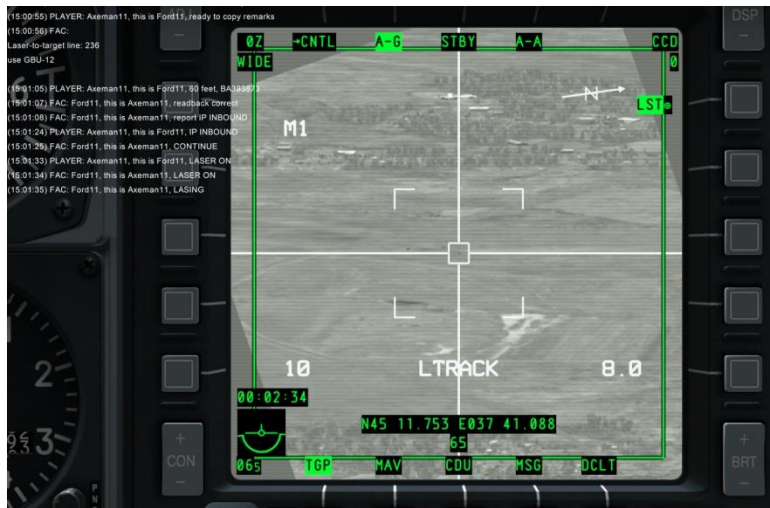 (15:00:55) PLAYER: Axeman11, this is Ford11, ready to copy remarks
(15:00:56) FAC:
Laser-to-target line: 236
use GBU-12
(15:01:05) PLAYER: Axeman11, this is Ford11, 60 feet, BA393873
(15:01:07) FAC: Ford11, this is Axeman11, readback correct
(15:01:08) FAC: Ford11, this is Axeman11, report IP INBOUND
(15:01:24) PLAYER: Axeman11, this is Ford11, IP INBOUND
(15:01:25) FAC: Ford11, this is Axeman11, CONTINUE
(15:01:33) PLAYER: Axeman11, this is Ford11, LASER ON
(15:01:34) FAC: Ford11, this is Axeman11, LASER ON
(15:01:35) FAC: Ford11, this is Axeman11, LASING
ADJ
DSP
0Z →CNTL A-G STBY A-A CCD
WIDE 0
N
LST
M1
10 LTRACK 8.0
00:02:34
N45 11.753 E037 41.088
65
065 TGP MAV CDU MSG DCLT
CON
BRT
2
3